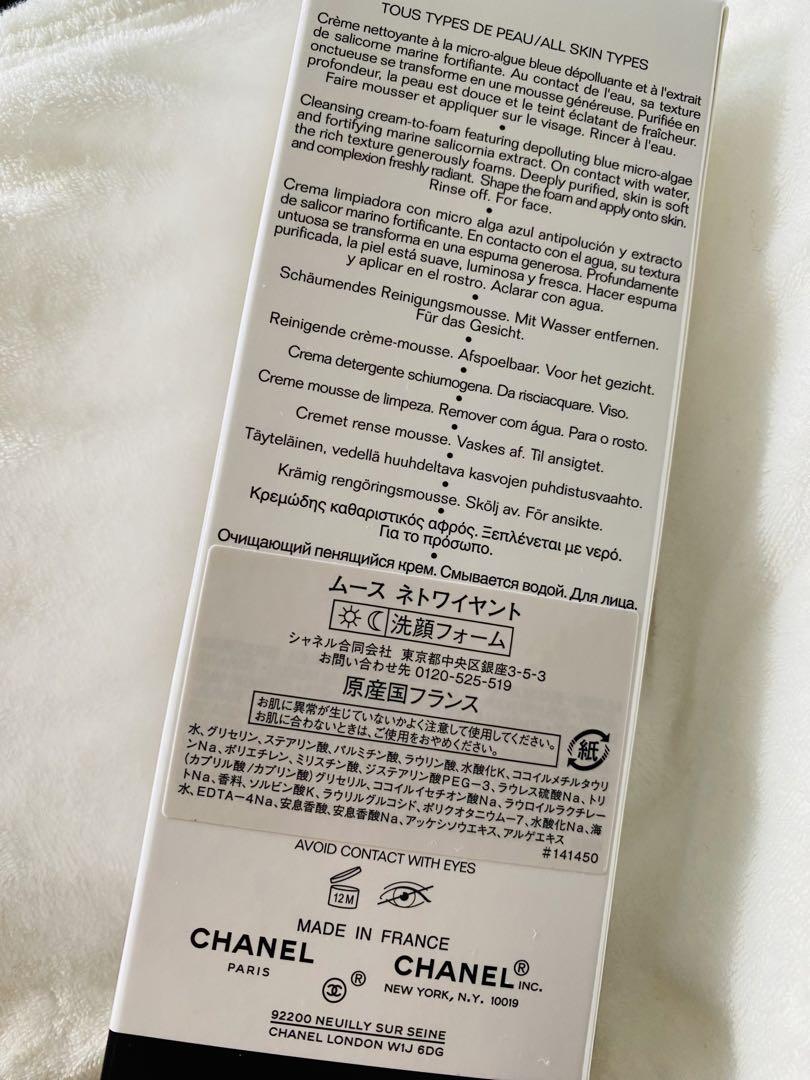 TOUS TYPES DE PEAU/ALL SKIN TYPES
Crème nettoyante à la micro-algue bleue dépolluante et à l'extrait
de salicorne marine fortifiante. Au contact de l'eau, sa texture
onctueuse se transforme en une mousse généreuse. Purifiée en
profondeur, la peau est douce et le teint éclatant de fraîcheur.
Faire mousser et appliquer sur le visage. Rincer à l'eau.
•
Cleansing cream-to-foam featuring depolluting blue micro-algae
and fortifying marine salicornia extract. On contact with water,
the rich texture generously foams. Deeply purified, skin is soft
and complexion freshly radiant. Shape the foam and apply onto skin.
Rinse off. For face.
•
Crema limpiadora con micro alga azul antipolución y extracto
de salicor marino fortificante. En contacto con el agua, su textura
untuosa se transforma en una espuma generosa. Profundamente
purificada, la piel está suave, luminosa y fresca. Hacer espuma
y aplicar en el rostro. Aclarar con agua.
•
Schäumendes Reinigungsmousse. Mit Wasser entfernen.
Für das Gesicht.
•
Reinigende crème-mousse. Afspoelbaar. Voor het gezicht.
•
Crema detergente schiumogena. Da risciacquare. Viso.
•
Creme mousse de limpeza. Remover com água. Para o rosto.
•
Cremet rense mousse. Vaskes af. Til ansigtet.
•
Täyteläinen, vedellä huuhdeltava kasvojen puhdistusvaahto.
•
Krämig rengöringsmousse. Skölj av. För ansikte.
•
Κρεμώδης καθαριστικός αφρός. Ξεπλένεται με νερό.
Για το πρόσωπο.
•
Очищающий пенящийся крем. Смывается водой. Для лица.
ムース ネトワイヤント
洗顔フォーム
シャネル合同会社 東京都中央区銀座3-5-3
お問い合わせ先 0120-525-519
原産国フランス
お肌に異常が生じていないかよく注意して使用してください。
お肌に合わないときは、ご使用をおやめください。
紙
水、グリセリン、ステアリン酸、パルミチン酸、ラウリン酸、水酸化K、ココイルメチルタウリ
ンNa、ポリエチレン、ミリスチン酸、ジステアリン酸PEG-3、ラウレス硫酸Na、トリ
(カプリル酸/カプリン酸)グリセリル、ココイルイセチオン酸Na、ラウロイルラクチレー
トNa、香料、ソルビン酸K、ラウリルグルコシド、ポリクオタニウム-7、水酸化Na、海
水、EDTA-4Na、安息香酸、安息香酸Na、アッケシソウエキス、アルゲエキス
#141450
AVOID CONTACT WITH EYES
12M
MADE IN FRANCE
CHANEL
PARIS
CHANEL® INC.
NEW YORK, N.Y. 10019
®
92200 NEUILLY SUR SEINE
CHANEL LONDON W1J 6DG